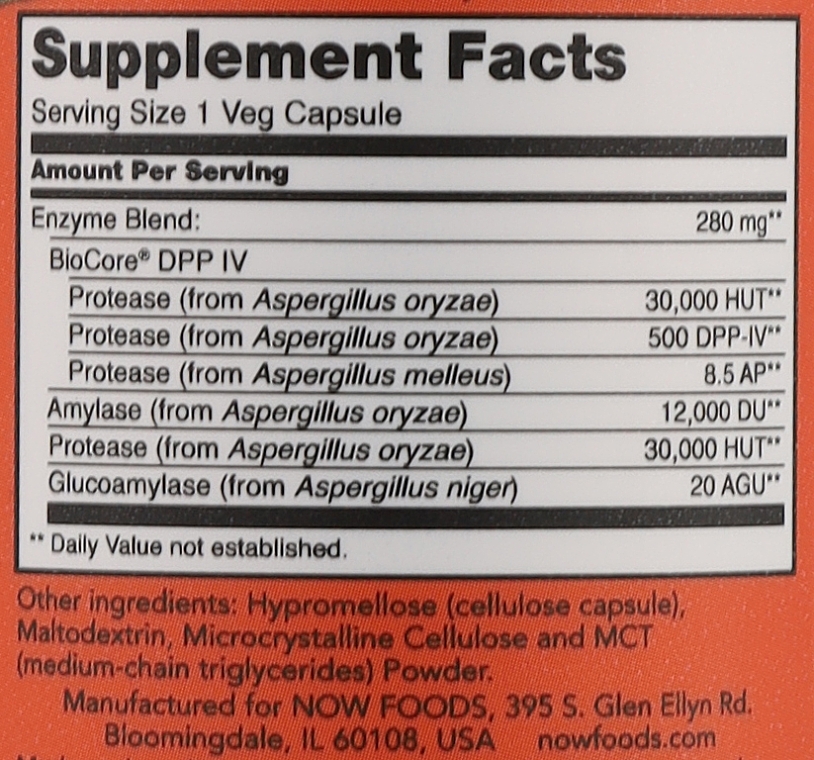 Supplement Facts
Serving Size 1 Veg Capsule
Amount Per Serving
Enzyme Blend: 280 mg**
BioCore® DPP IV
Protease (from Aspergillus oryzae) 30,000 HUT**
Protease (from Aspergillus oryzae) 500 DPP-IV**
Protease (from Aspergillus melleus) 8.5 AP**
Amylase (from Aspergillus oryzae) 12,000 DU**
Protease (from Aspergillus oryzae) 30,000 HUT**
Glucoamylase (from Aspergillus niger) 20 AGU**
** Daily Value not established.
Other ingredients: Hypromellose (cellulose capsule),
Maltodextrin, Microcrystalline Cellulose and MCT
(medium-chain triglycerides) Powder.
Manufactured for NOW FOODS, 395 S. Glen Ellyn Rd.
Bloomingdale, IL 60108, USA nowfoods.com